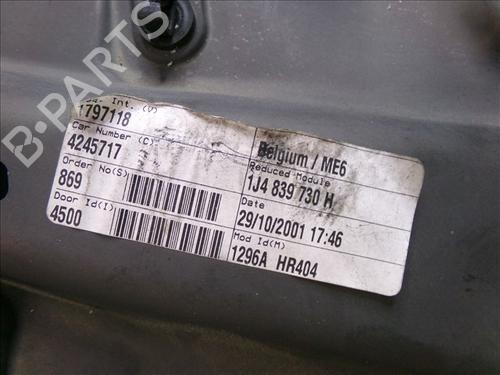 Int. (V)
1797118
Car Number (C)
4245717
Order No(S)
869
Door Id(I)
4500
Belgium / ME6
Reduced Module
1J4 839 730 H
Date
29/10/2001 17:46
Mod Id(M)
1296A HR404
B-PARTS